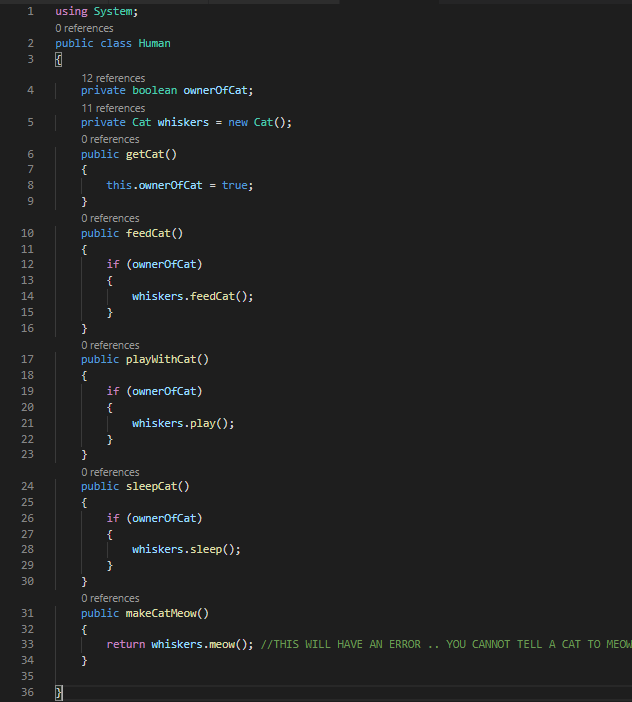 1 using System;
0 references
2 public class Human
3 {
12 references
4 private boolean ownerOfCat;
11 references
5 private Cat whiskers = new Cat();
0 references
6 public getCat()
7 {
8 this.ownerOfCat = true;
9 }
0 references
10 public feedCat()
11 {
12 if (ownerOfCat)
13 {
14 whiskers.feedCat();
15 }
16 }
0 references
17 public playWithCat()
18 {
19 if (ownerOfCat)
20 {
21 whiskers.play();
22 }
23 }
0 references
24 public sleepCat()
25 {
26 if (ownerOfCat)
27 {
28 whiskers.sleep();
29 }
30 }
0 references
31 public makeCatMeow()
32 {
33 return whiskers.meow(); //THIS WILL HAVE AN ERROR .. YOU CANNOT TELL A CAT TO MEOW
34 }
35
36 }